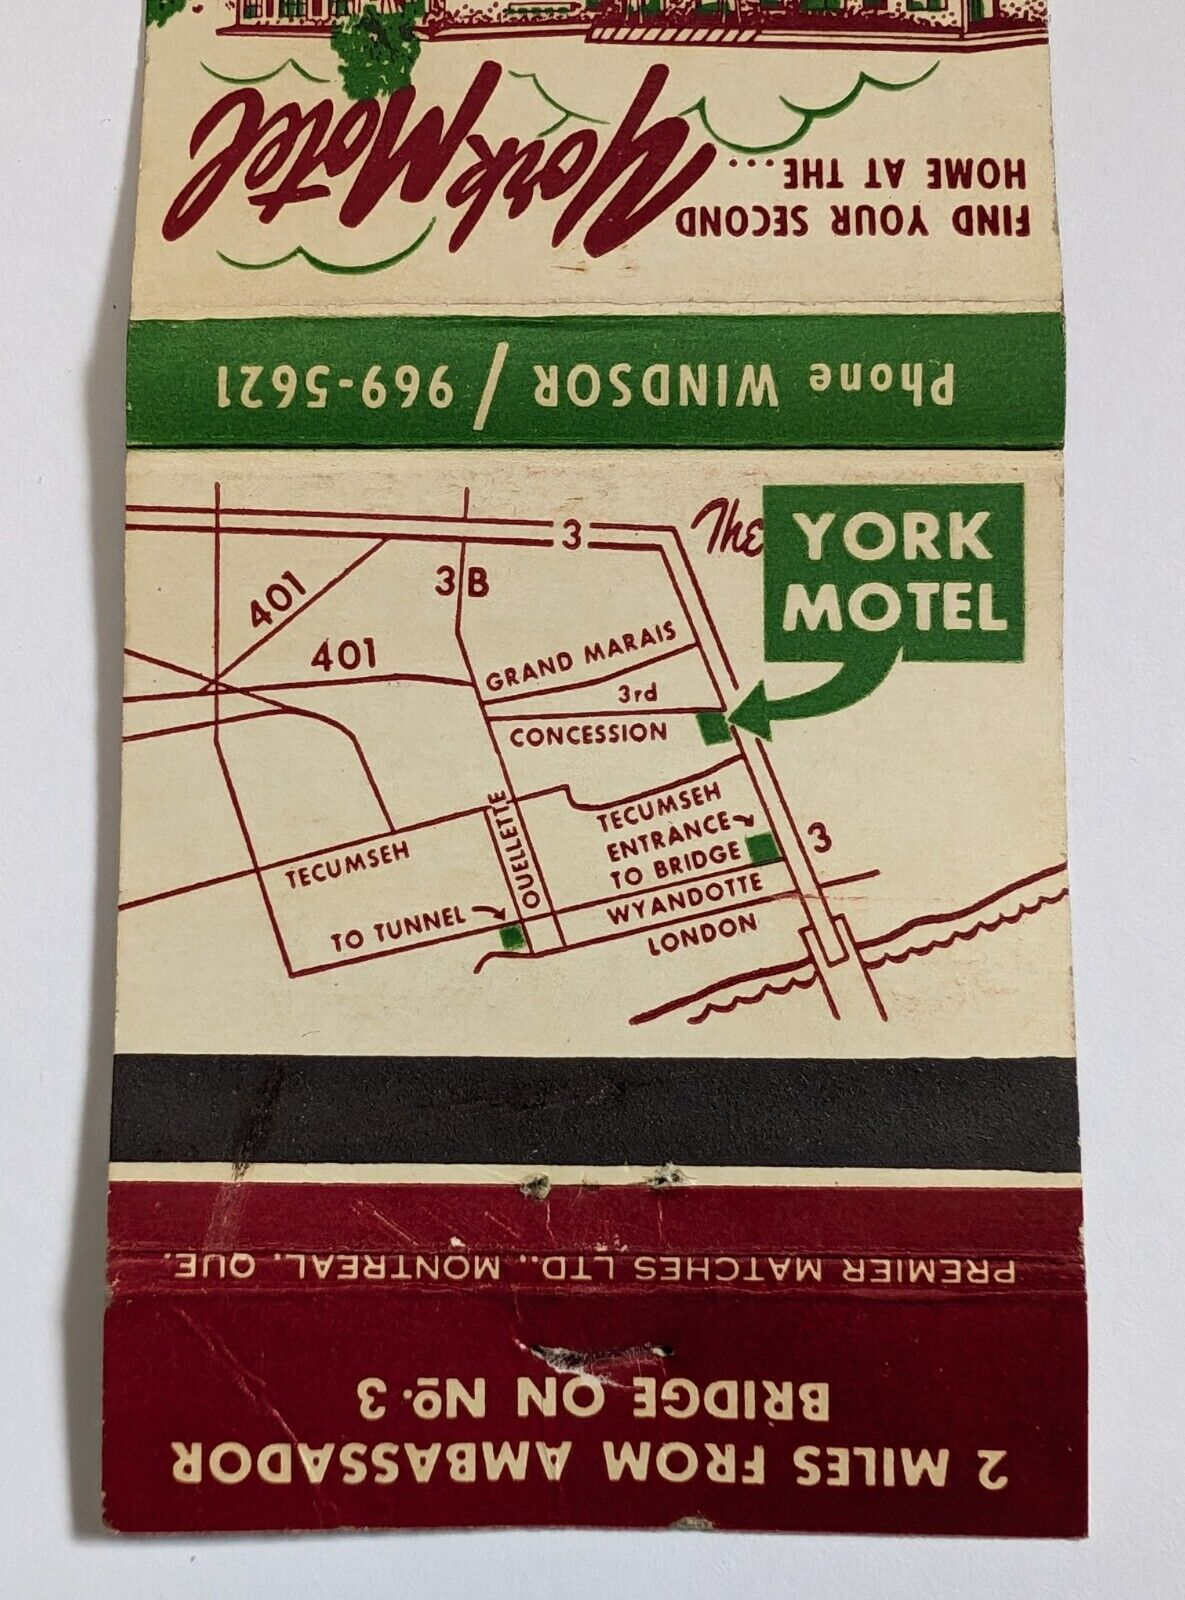 FIND YOUR SECOND
HOME AT THE...
York Motel
Phone WINDSOR / 969-5621
The
YORK
MOTEL
3
3B
401
401
GRAND MARAIS
3rd
CONCESSION
TECUMSEH
ENTRANCE
TO BRIDGE
3
OUELLETTE
TECUMSEH
TO TUNNEL
WYANDOTTE
LONDON
PREMIER MATCHES LTD., MONTREAL, QUE.
2 MILES FROM AMBASSADOR
BRIDGE ON No. 3